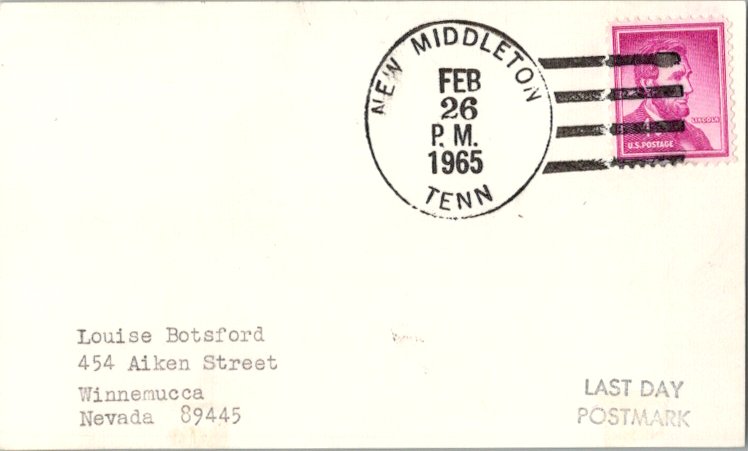 NEW MIDDLETON
FEB
26
P.M.
1965
TENN
LINCOLN
U.S. POSTAGE
Louise Botsford
454 Aiken Street
Winnemucca
Nevada 89445
LAST DAY
POSTMARK